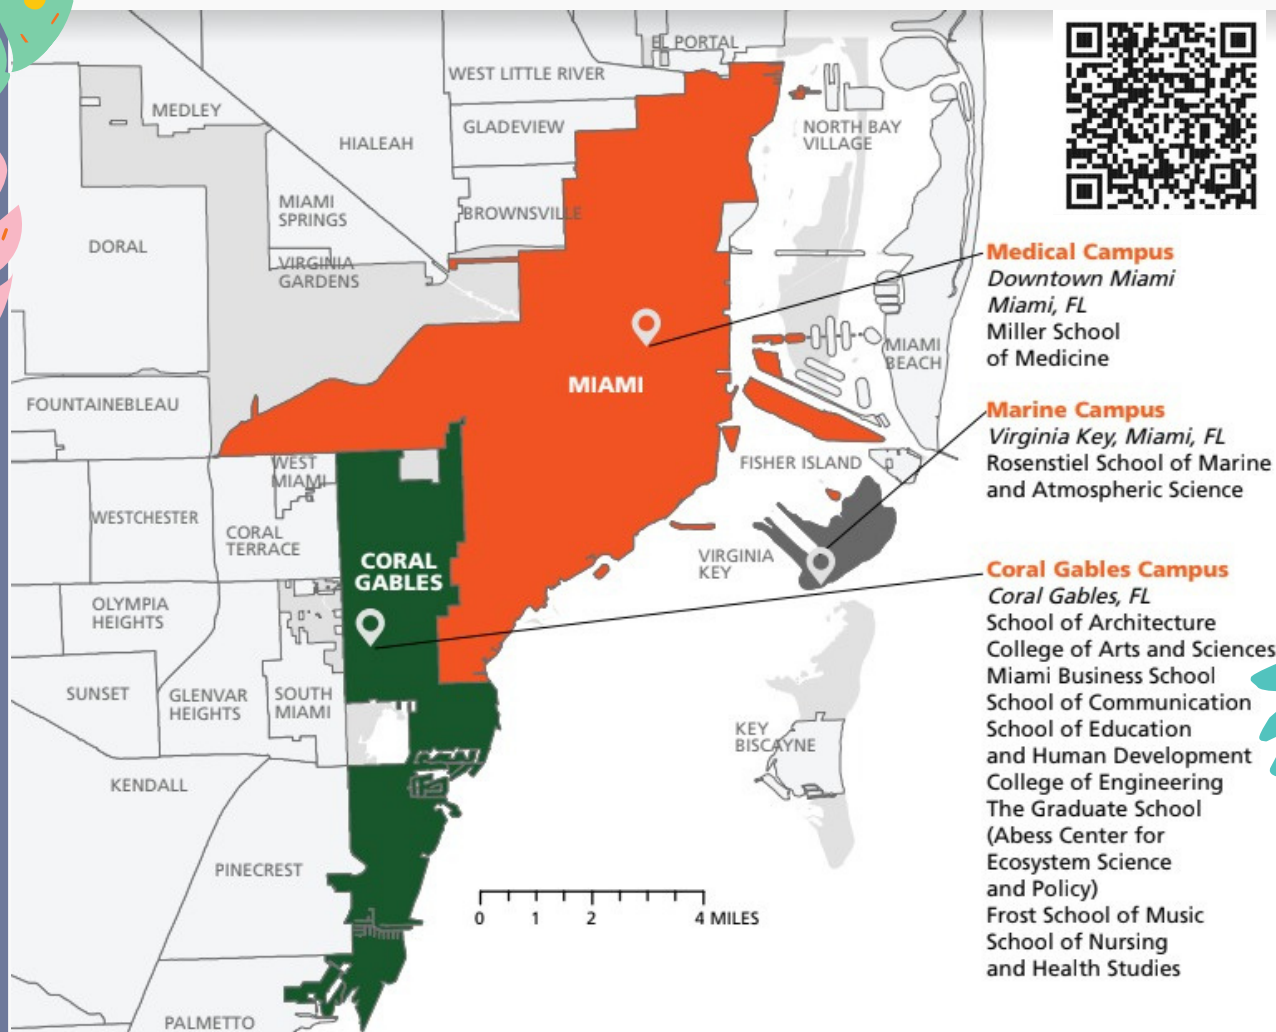 EL PORTAL
WEST LITTLE RIVER
MEDLEY
GLADEVIEW
NORTH BAY
VILLAGE
HIALEAH
MIAMI
SPRINGS
BROWNSVILLE
DORAL
VIRGINIA
GARDENS
Medical Campus
Downtown Miami
Miami, FL
Miller School
of Medicine
MIAMI
BEACH
MIAMI
FOUNTAINEBLEAU
Marine Campus
Virginia Key, Miami, FL
Rosenstiel School of Marine
and Atmospheric Science
WEST
MIAMI
FISHER ISLAND
WESTCHESTER
CORAL
TERRACE
CORAL
GABLES
VIRGINIA
KEY
OLYMPIA
HEIGHTS
Coral Gables Campus
Coral Gables, FL
School of Architecture
College of Arts and Sciences
Miami Business School
School of Communication
School of Education
and Human Development
College of Engineering
The Graduate School
(Abess Center for
Ecosystem Science
and Policy)
Frost School of Music
School of Nursing
and Health Studies
SUNSET
GLENVAR
HEIGHTS
SOUTH
MIAMI
KEY
BISCAYNE
KENDALL
PINECREST
0 1 2 4 MILES
PALMETTO